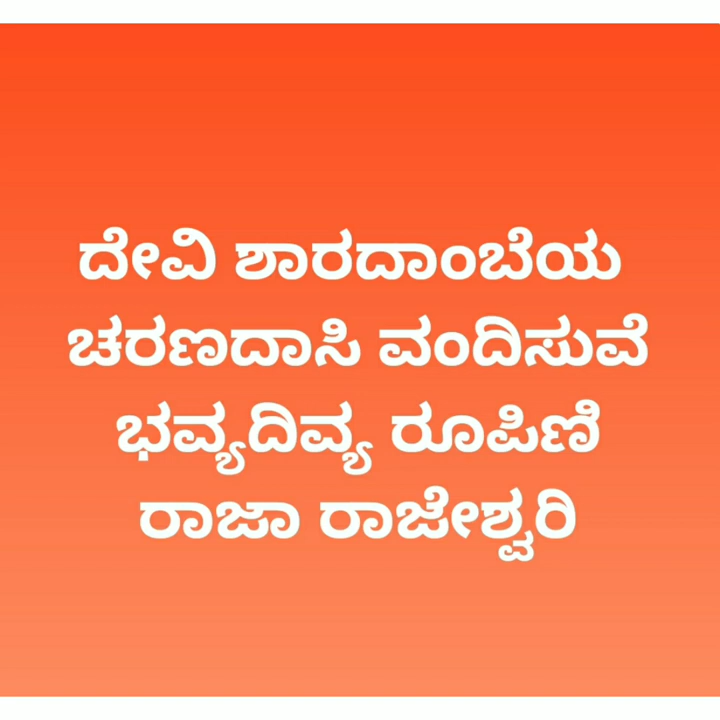 ದೇವಿ ಶಾರದಾಂಬೆಯ
ಚರಣದಾಸಿ ವಂದಿಸುವೆ
ಭವ್ಯದಿವ್ಯ ರೂಪಿಣಿ
ರಾಜಾ ರಾಜೇಶ್ವರಿ